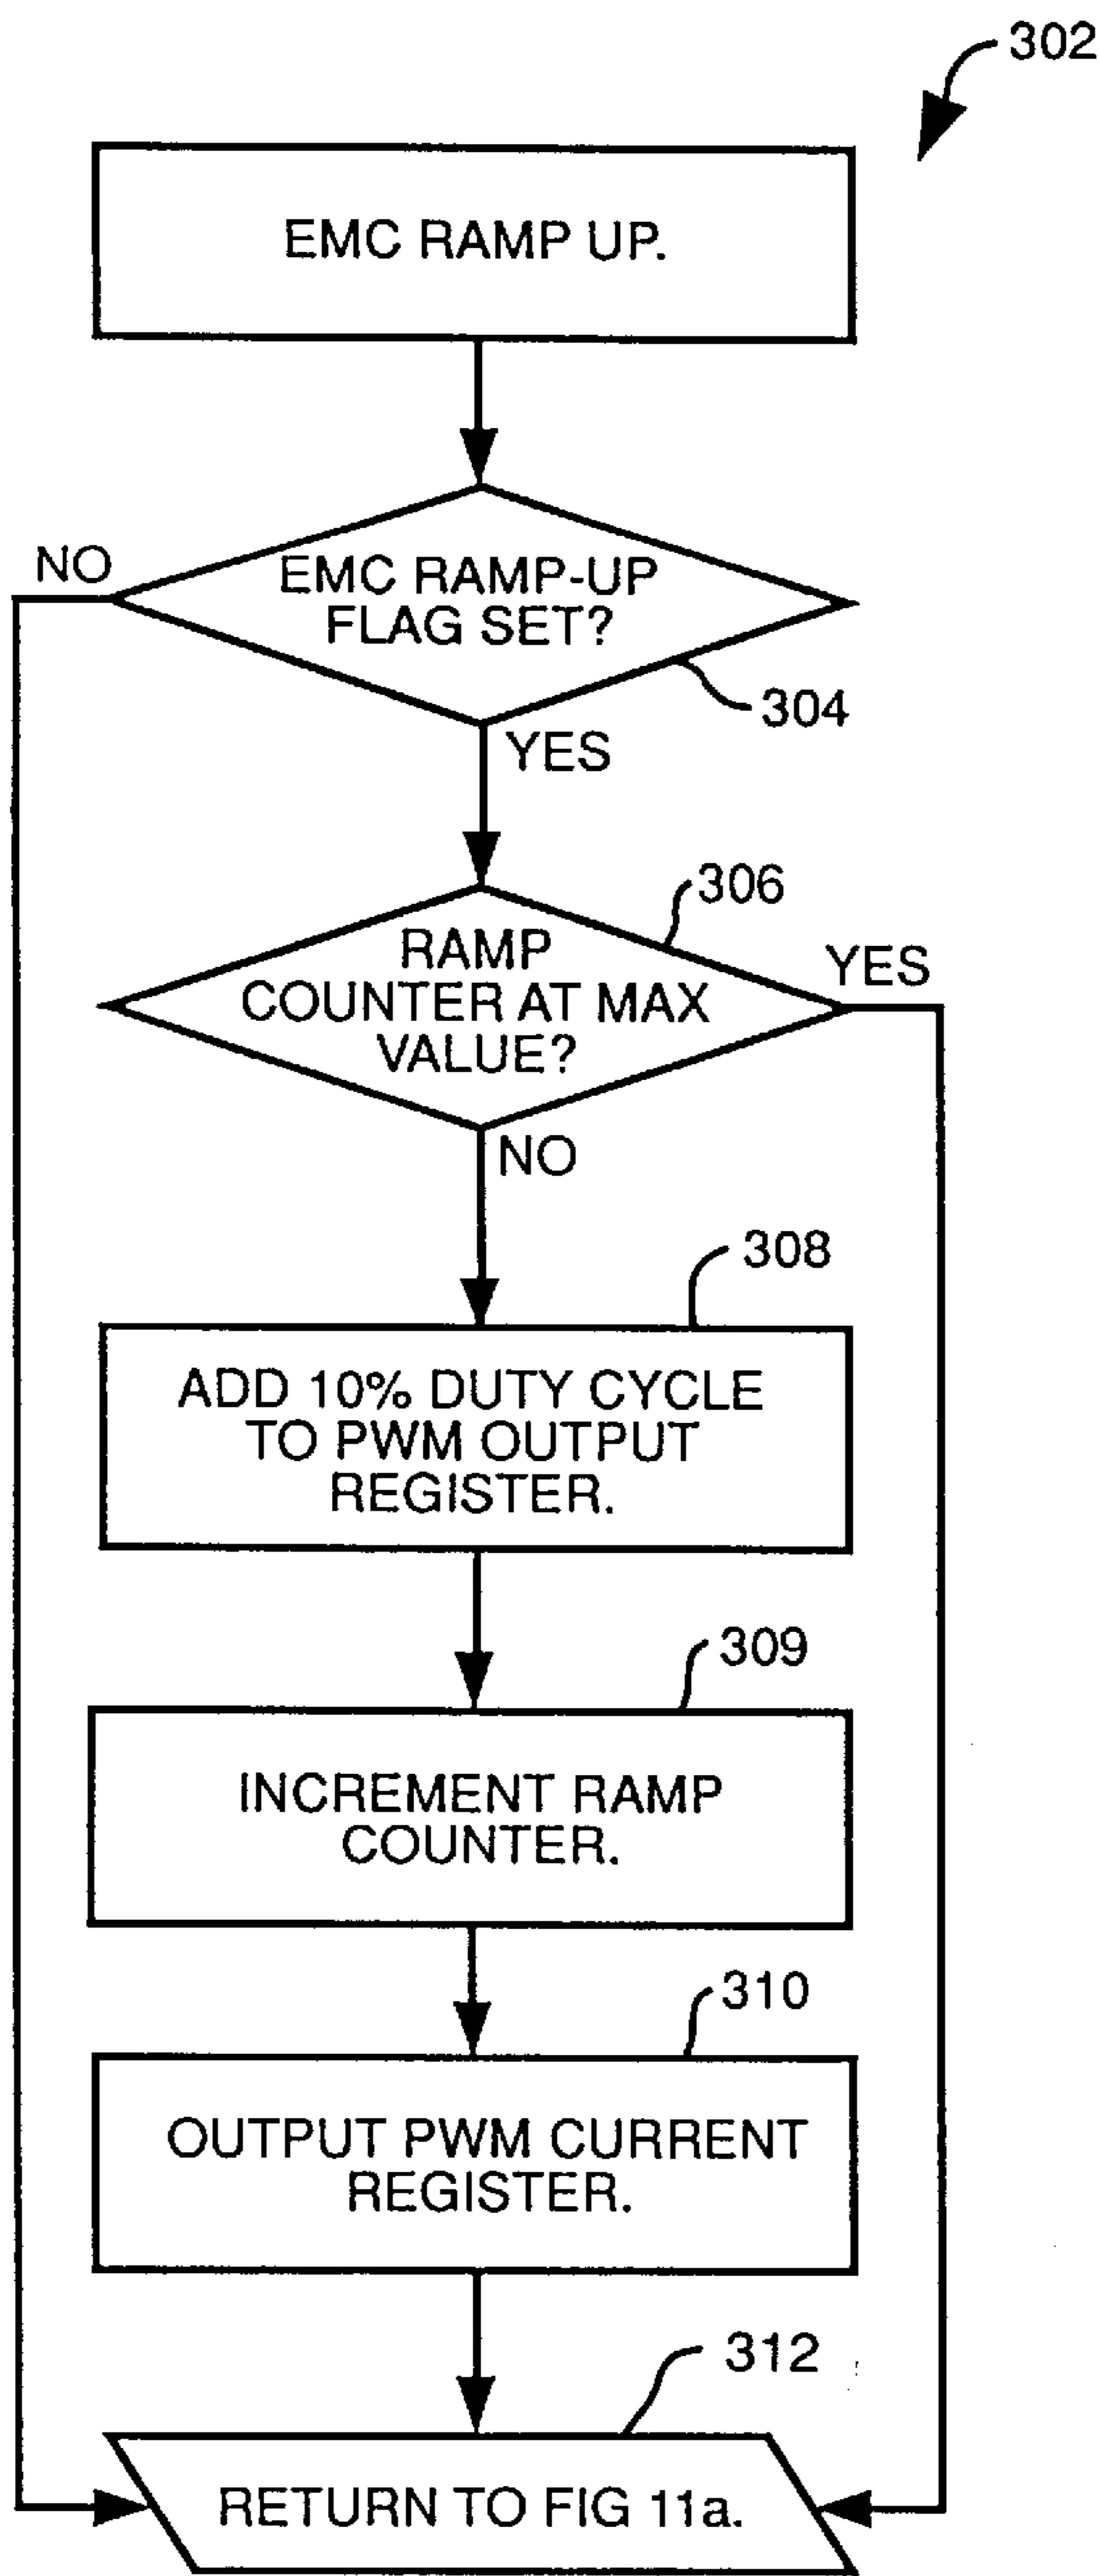 302
EMC RAMP UP.
NO
EMC RAMP-UP
FLAG SET?
304
YES
306
RAMP
COUNTER AT MAX
VALUE?
YES
NO
308
ADD 10% DUTY CYCLE
TO PWM OUTPUT
REGISTER.
309
INCREMENT RAMP
COUNTER.
310
OUTPUT PWM CURRENT
REGISTER.
312
RETURN TO FIG 11a.